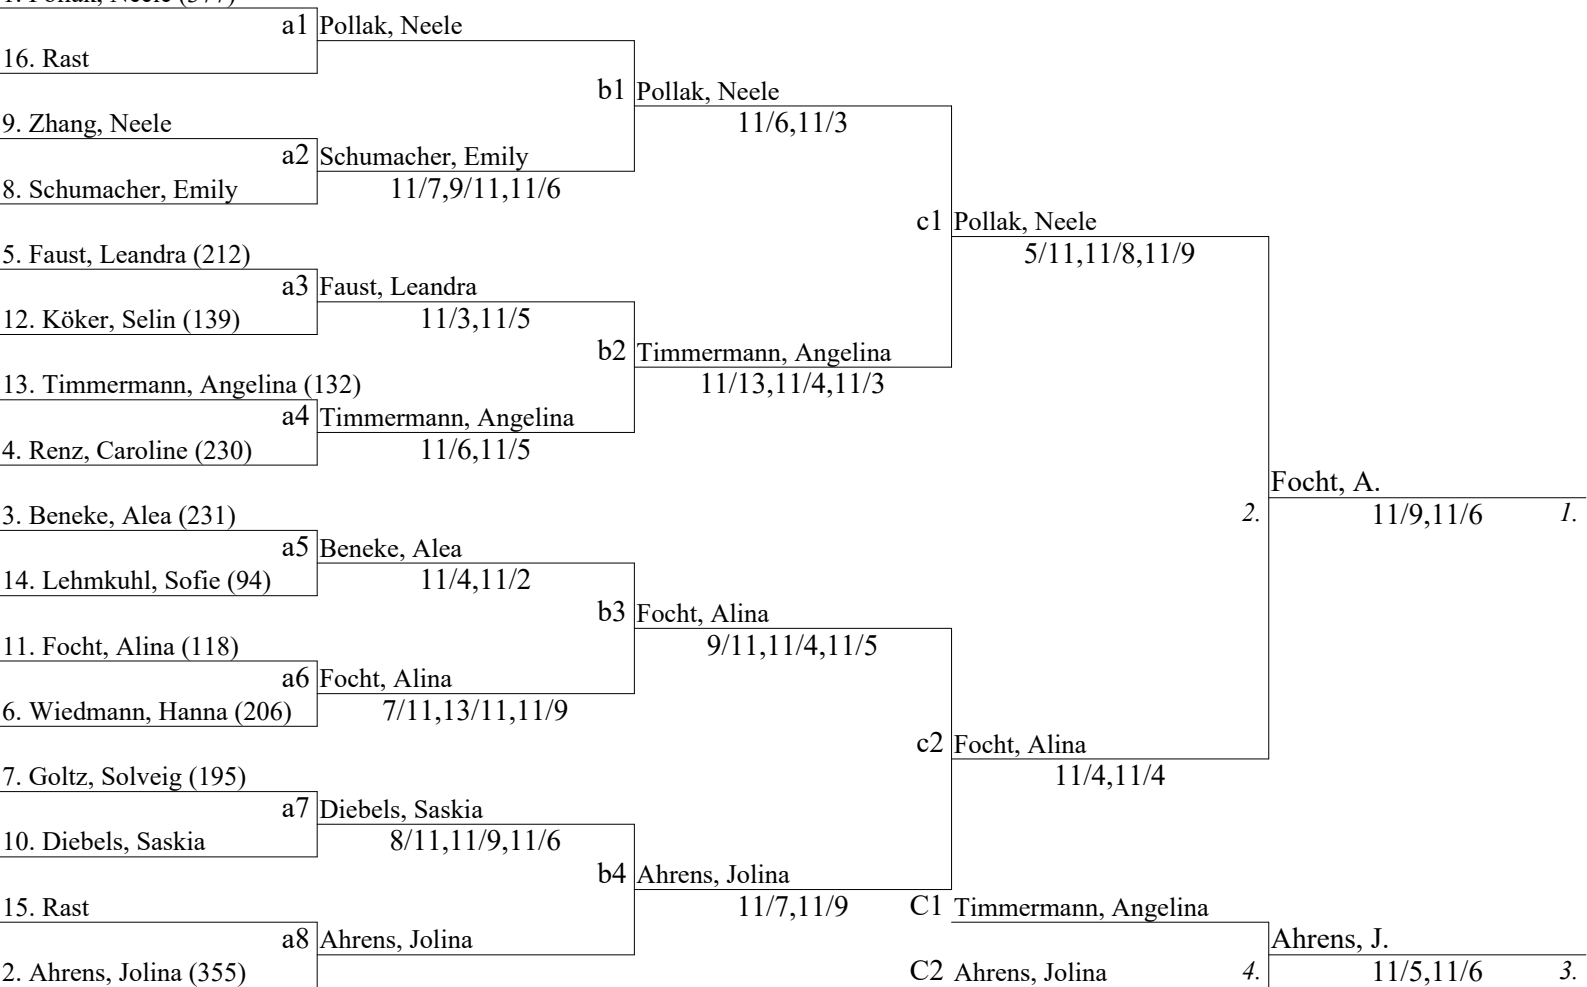 16. Rast
9. Zhang, Neele
8. Schumacher, Emily
5. Faust, Leandra (212)
12. Köker, Selin (139)
13. Timmermann, Angelina (132)
4. Renz, Caroline (230)
3. Beneke, Alea (231)
14. Lehmkuhl, Sofie (94)
11. Focht, Alina (118)
6. Wiedmann, Hanna (206)
7. Goltz, Solveig (195)
10. Diebels, Saskia
15. Rast
2. Ahrens, Jolina (355)
a1 Pollak, Neele
a2 Schumacher, Emily
11/7,9/11,11/6
a3 Faust, Leandra
11/3,11/5
a4 Timmermann, Angelina
11/6,11/5
a5 Beneke, Alea
11/4,11/2
a6 Focht, Alina
7/11,13/11,11/9
a7 Diebels, Saskia
8/11,11/9,11/6
a8 Ahrens, Jolina
b1 Pollak, Neele
11/6,11/3
b2 Timmermann, Angelina
11/13,11/4,11/3
b3 Focht, Alina
9/11,11/4,11/5
b4 Ahrens, Jolina
11/7,11/9
c1 Pollak, Neele
5/11,11/8,11/9
c2 Focht, Alina
11/4,11/4
C1 Timmermann, Angelina
C2 Ahrens, Jolina
2.
Focht, A.
11/9,11/6
1.
4.
Ahrens, J.
11/5,11/6
3.